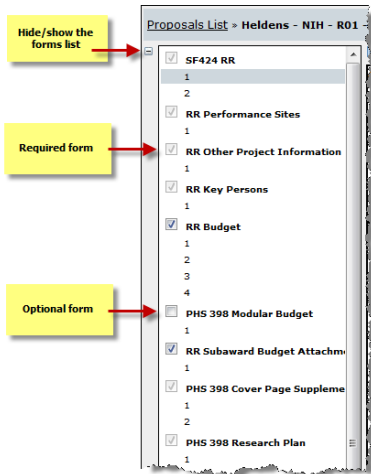 Hide/show the
forms list
Proposals List » Heldens - NIH - R01 -
SF424 RR
1
2
RR Performance Sites
1
Required form
RR Other Project Information
1
RR Key Persons
1
RR Budget
1
2
3
4
Optional form
PHS 398 Modular Budget
1
RR Subaward Budget Attachm
1
PHS 398 Cover Page Suppleme
1
2
PHS 398 Research Plan
1